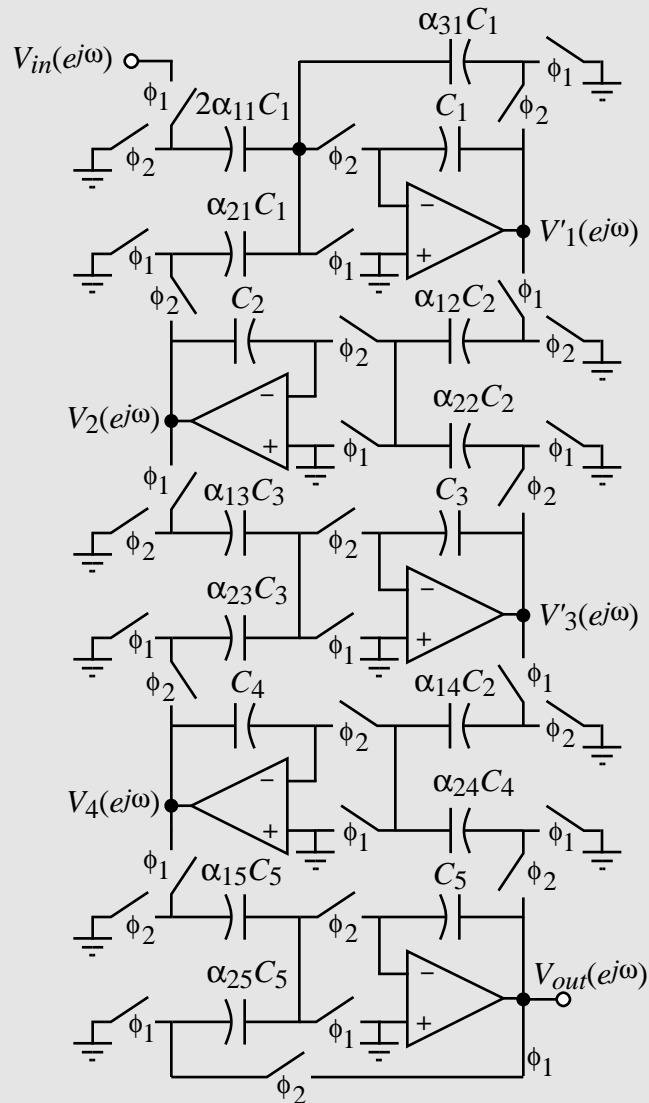 α31C1
Vin(ejω)
ϕ1
ϕ1 2α11C1 C1 ϕ2
ϕ2 ϕ2
α21C1 −
V'1(ejω)
ϕ1 ϕ1 +
ϕ2 C2 α12C2 ϕ1
ϕ2 ϕ2
− α22C2
V2(ejω)
+ ϕ1 ϕ1
ϕ1 α13C3 C3 ϕ2
ϕ2 ϕ2
α23C3 −
V'3(ejω)
ϕ1 ϕ1 +
ϕ2 C4 α14C2 ϕ1
ϕ2 ϕ2
− α24C4
V4(ejω)
+ ϕ1 ϕ1
ϕ1 α15C5 C5 ϕ2
ϕ2 ϕ2
α25C5 − Vout(ejω)
ϕ1 ϕ1 +
ϕ1
ϕ2